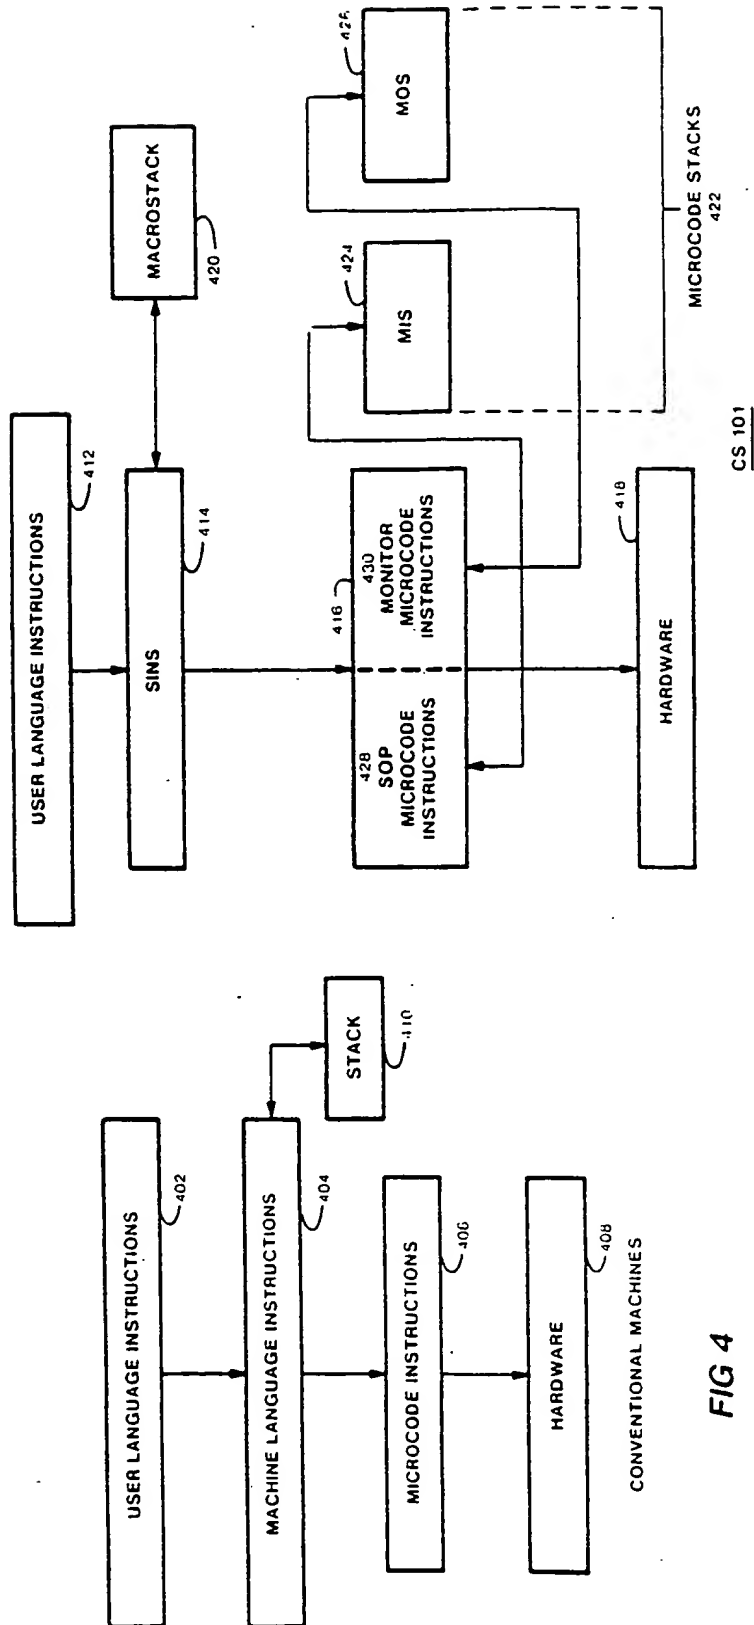 USER LANGUAGE INSTRUCTIONS
402
MACHINE LANGUAGE INSTRUCTIONS
404
STACK
410
MICROCODE INSTRUCTIONS
406
HARDWARE
408
CONVENTIONAL MACHINES
FIG 4
USER LANGUAGE INSTRUCTIONS
412
SINS
414
MACROSTACK
420
416
428
SOP
MICROCODE
INSTRUCTIONS
430
MONITOR
MICROCODE
INSTRUCTIONS
MIS
424
MOS
426
MICROCODE STACKS
422
HARDWARE
418
CS 101